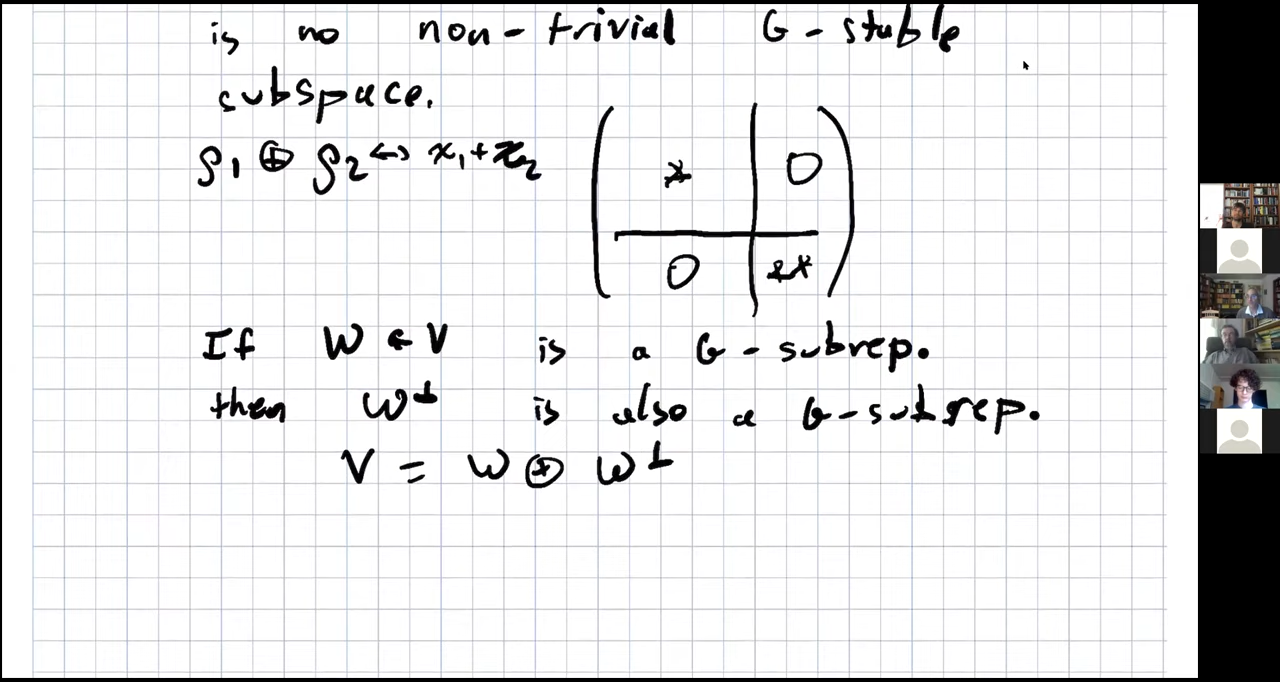 is no non-trivial G-stable
subspace.
ρ1 ⊕ ρ2 ↔ χ1 + χ2
* | 0
0 | **
If W ⊂ V is a G-subrep.
then W⊥ is also a G-subrep.
V = W ⊕ W⊥